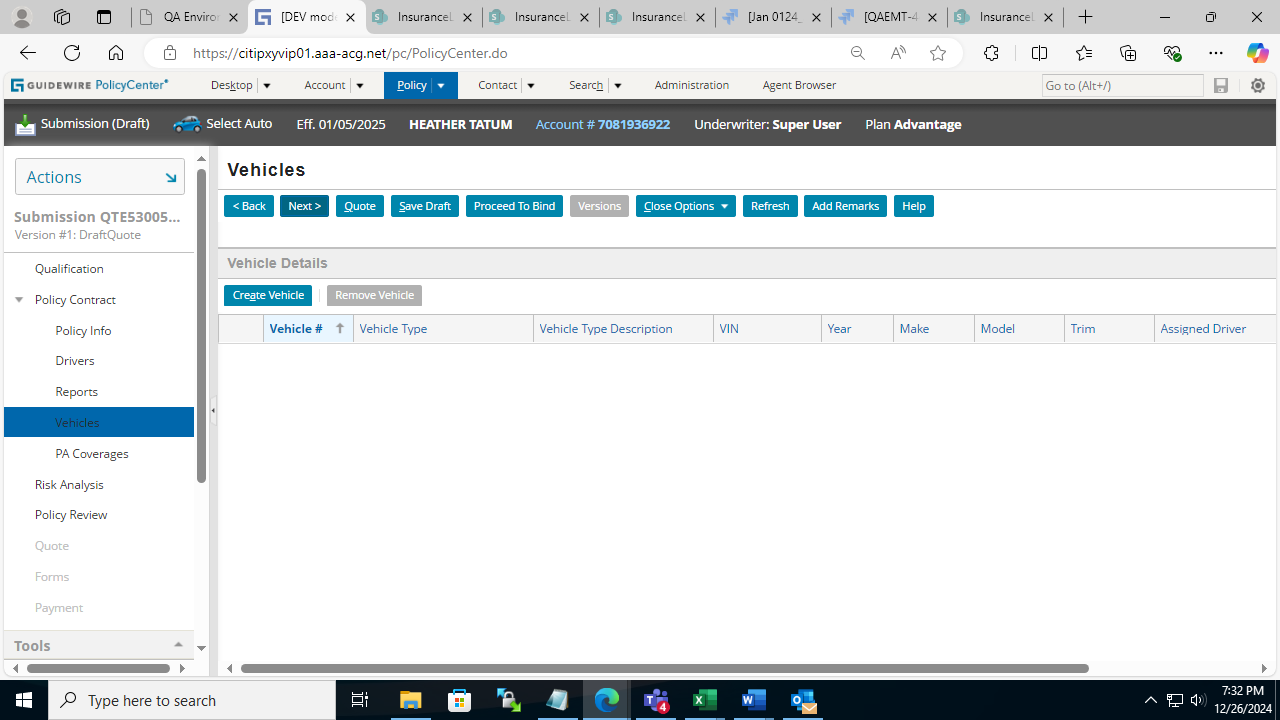 QA Environ
[DEV mode
InsuranceL
InsuranceL
InsuranceL
[Jan 0124_
[QAEMT-4
InsuranceL
https://citipxyvip01.aaa-acg.net/pc/PolicyCenter.do
GUIDEWIRE PolicyCenter®
Desktop
Account
Policy
Contact
Search
Administration
Agent Browser
Go to (Alt+/)
Submission (Draft)
Select Auto
Eff. 01/05/2025
HEATHER TATUM
Account # 7081936922
Underwriter: Super User
Plan Advantage
Actions
Submission QTE53005...
Version #1: DraftQuote
Qualification
Policy Contract
Policy Info
Drivers
Reports
Vehicles
PA Coverages
Risk Analysis
Policy Review
Quote
Forms
Payment
Tools
Vehicles
< Back
Next >
Quote
Save Draft
Proceed To Bind
Versions
Close Options
Refresh
Add Remarks
Help
Vehicle Details
Create Vehicle
Remove Vehicle
Vehicle #
Vehicle Type
Vehicle Type Description
VIN
Year
Make
Model
Trim
Assigned Driver
Type here to search
4
7:32 PM
12/26/2024